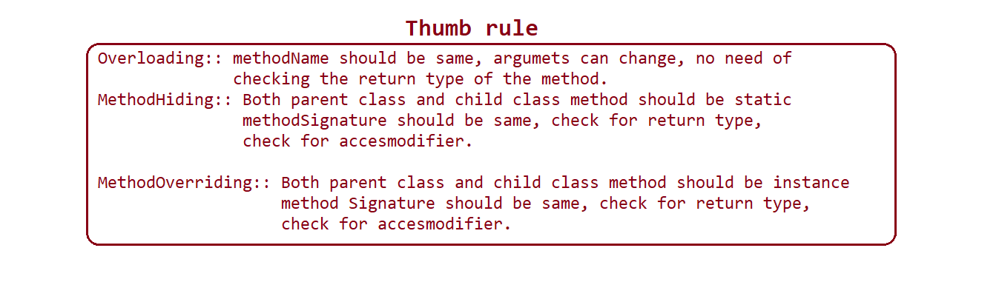 Thumb rule
Overloading:: methodName should be same, argumets can change, no need of
checking the return type of the method.
MethodHiding:: Both parent class and child class method should be static
methodSignature should be same, check for return type,
check for accesmodifier.
MethodOverriding:: Both parent class and child class method should be instance
method Signature should be same, check for return type,
check for accesmodifier.